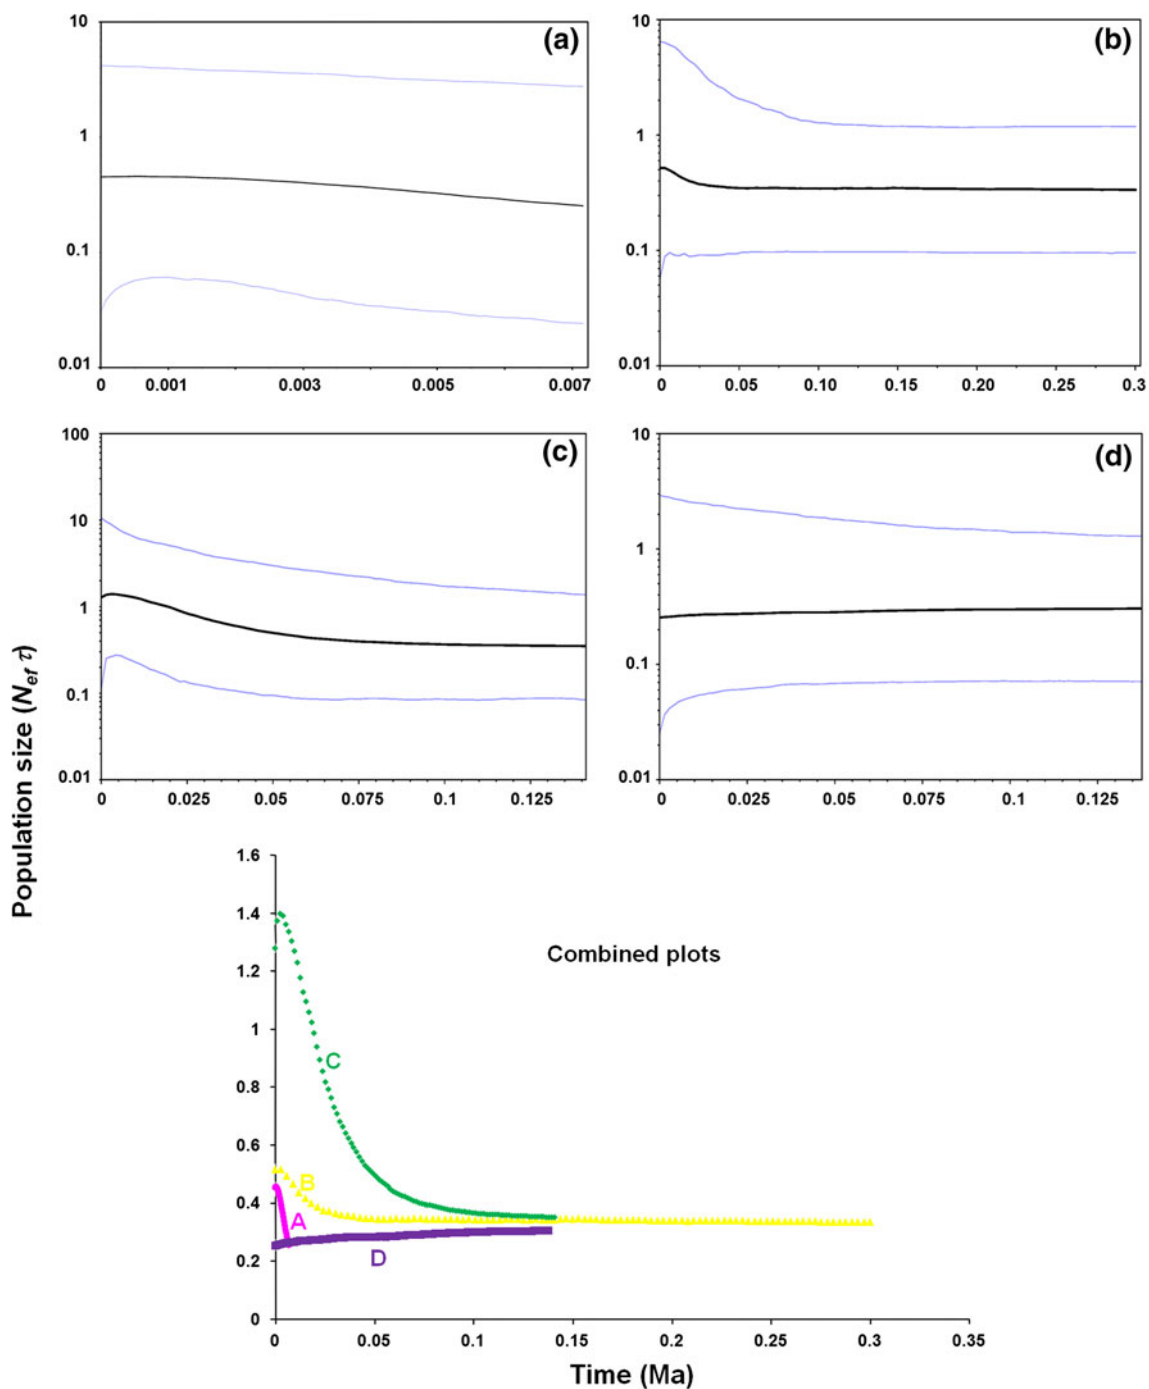 (a)
10
1
0.1
0.01
0 0.001 0.003 0.005 0.007
(b)
10
1
0.1
0.01
0 0.05 0.10 0.15 0.20 0.25 0.3
(c)
100
10
1
0.1
0.01
0 0.025 0.05 0.075 0.1 0.125
(d)
10
1
0.1
0.01
0 0.025 0.05 0.075 0.1 0.125
Population size (Nef τ)
Combined plots
1.6
1.4
1.2
1
0.8
0.6
0.4
0.2
0
C
B
A
D
0 0.05 0.1 0.15 0.2 0.25 0.3 0.35
Time (Ma)